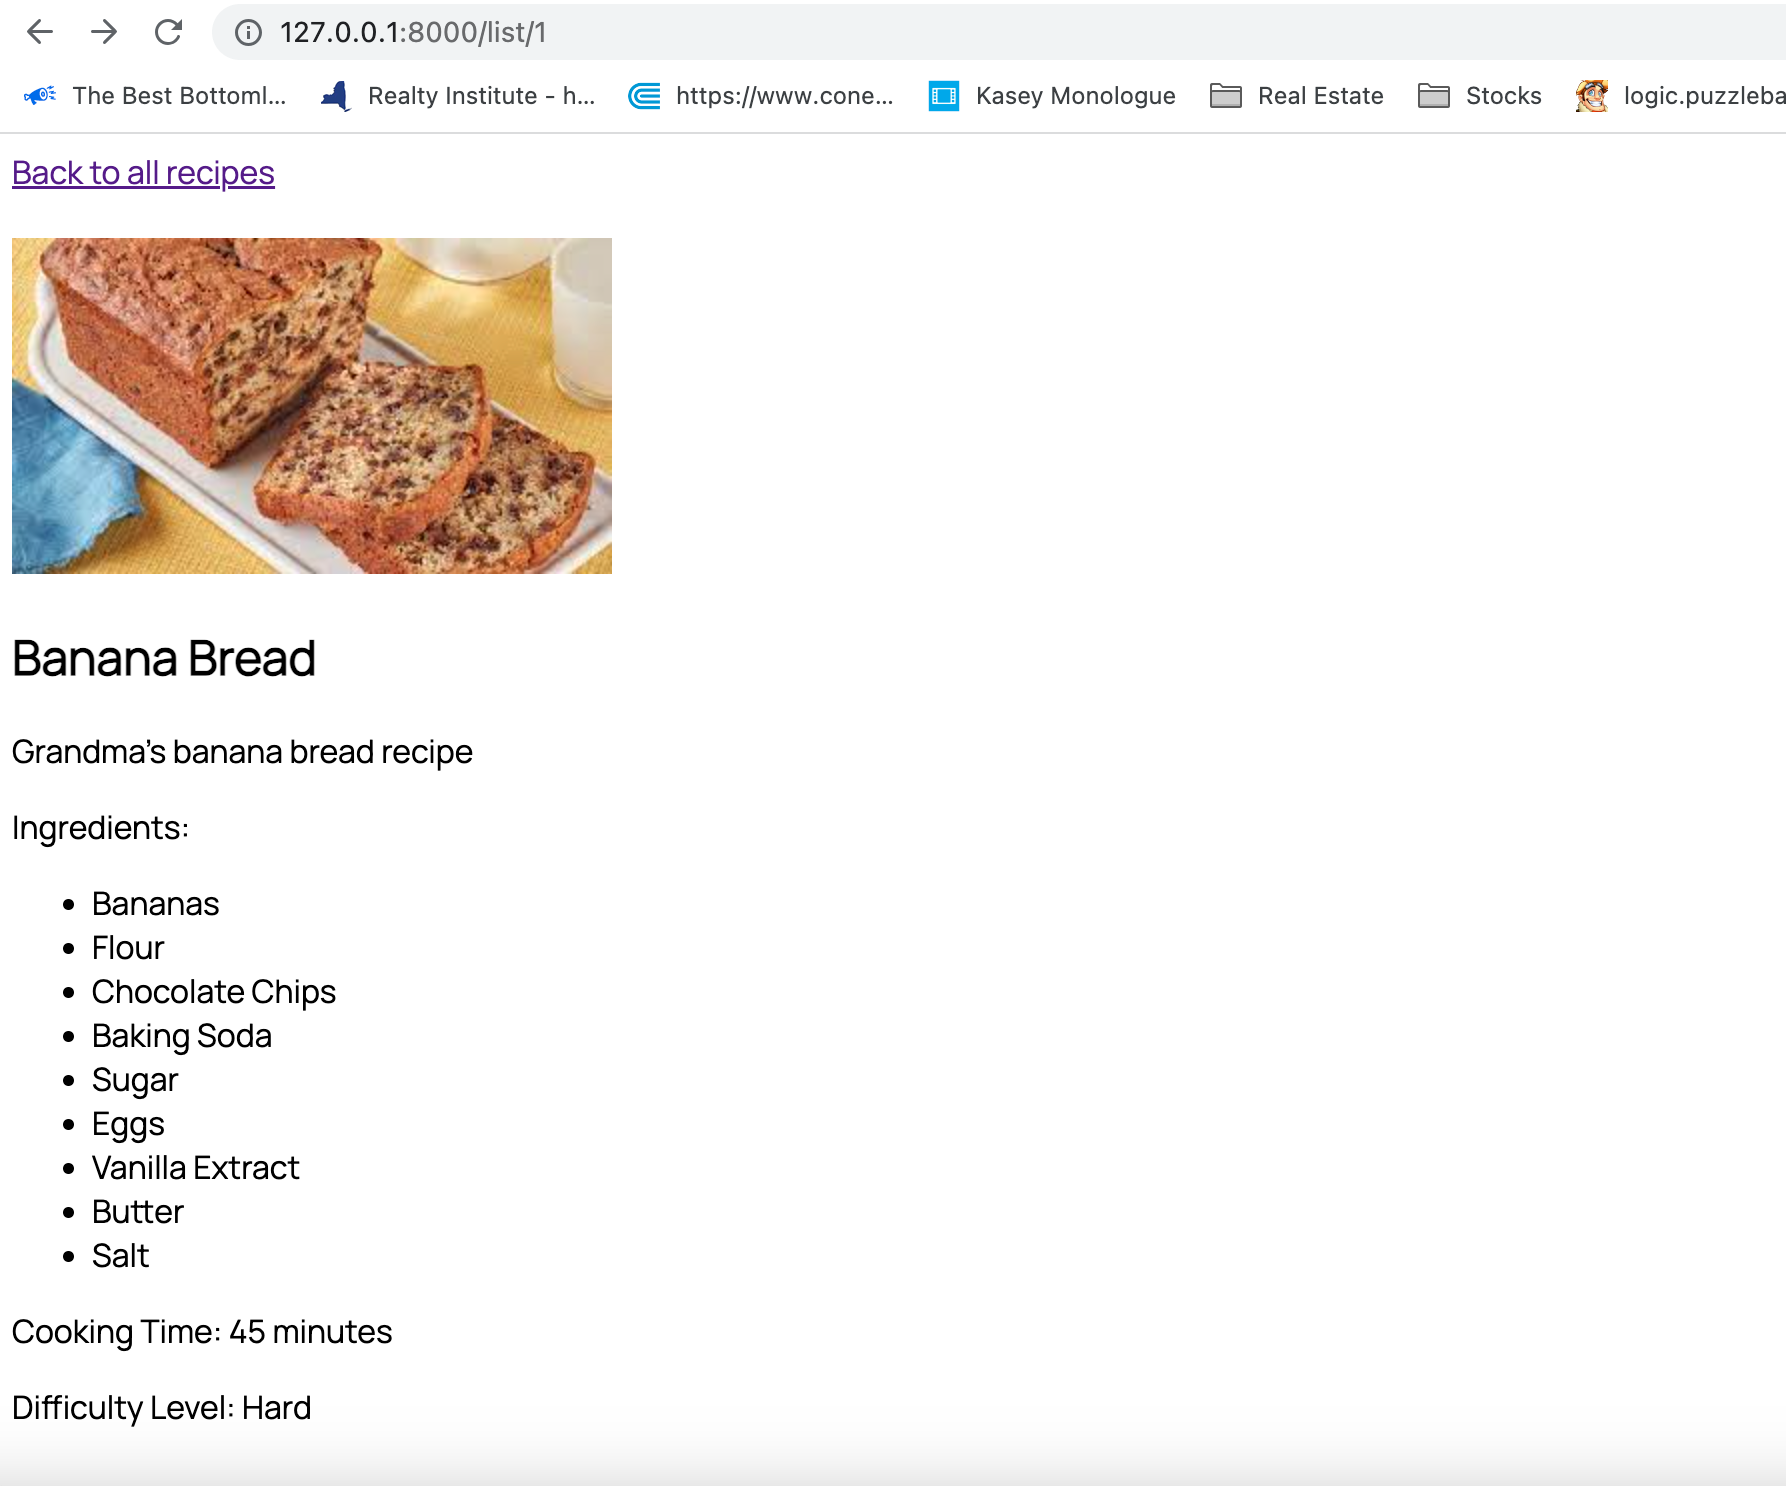 127.0.0.1:8000/list/1
The Best Bottoml... Realty Institute - h... https://www.cone... Kasey Monologue Real Estate Stocks logic.puzzleba
Back to all recipes
Banana Bread
Grandma's banana bread recipe
Ingredients:
• Bananas
• Flour
• Chocolate Chips
• Baking Soda
• Sugar
• Eggs
• Vanilla Extract
• Butter
• Salt
Cooking Time: 45 minutes
Difficulty Level: Hard